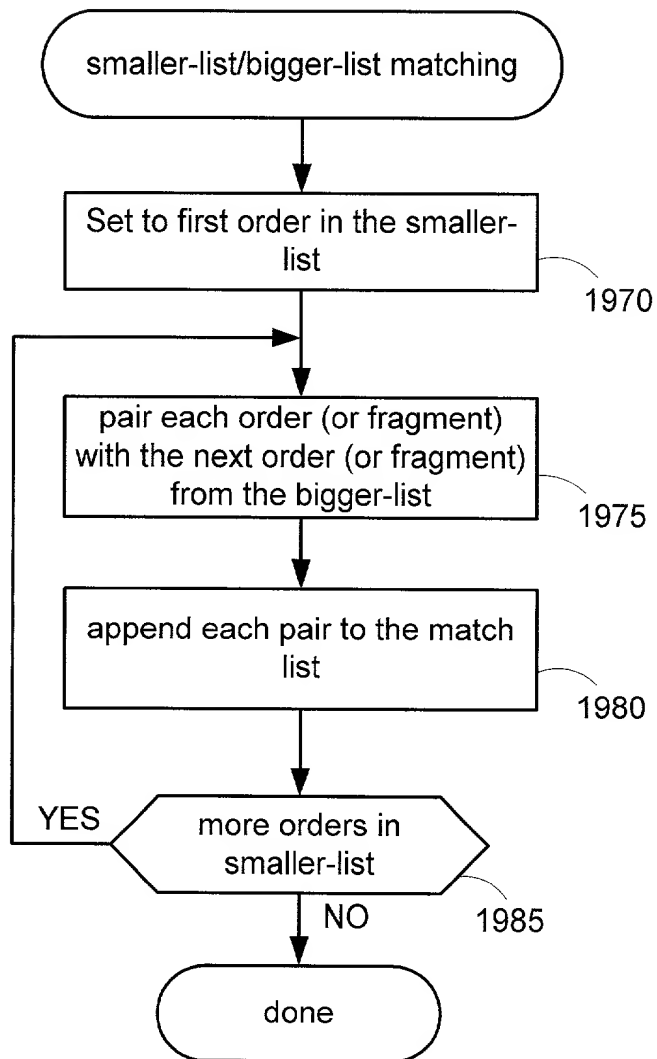 smaller-list/bigger-list matching
Set to first order in the smaller-
list
1970
pair each order (or fragment)
with the next order (or fragment)
from the bigger-list
1975
append each pair to the match
list
1980
YES
more orders in
smaller-list
1985
NO
done